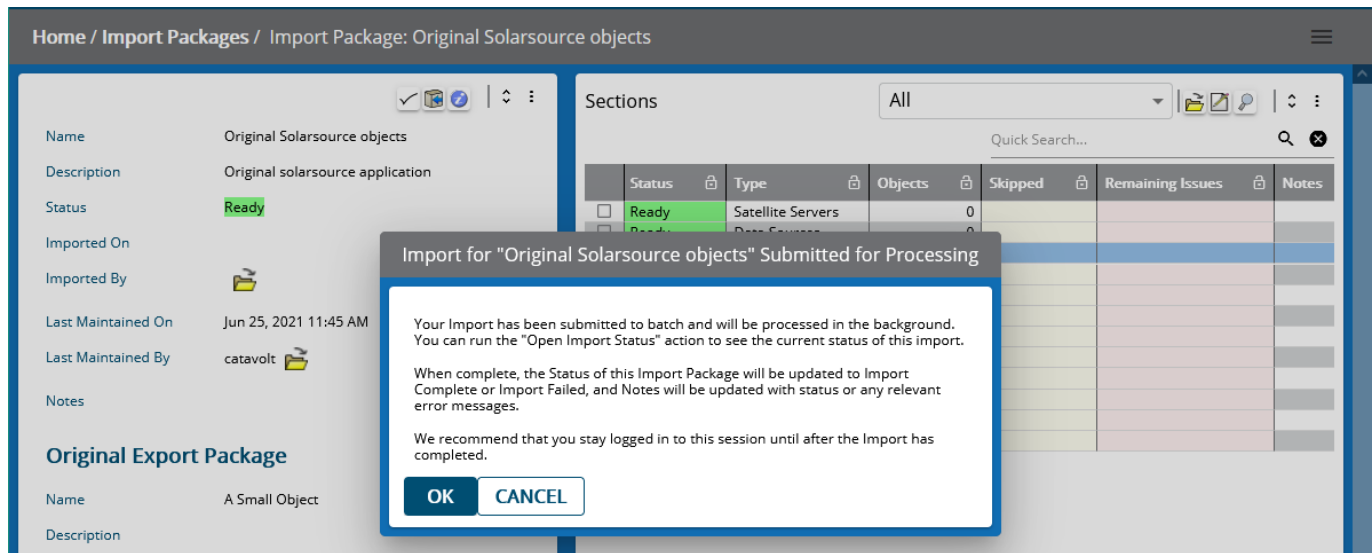 Home / Import Packages / Import Package: Original Solarsource objects
Name Original Solarsource objects
Description Original solarsource application
Status Ready
Imported On
Imported By
Last Maintained On Jun 25, 2021 11:45 AM
Last Maintained By catavolt
Notes
Original Export Package
Name A Small Object
Description
Sections All
Quick Search...
Status Type Objects Skipped Remaining Issues Notes
Ready Satellite Servers 0
Ready Data Sources 0
Import for "Original Solarsource objects" Submitted for Processing
Your Import has been submitted to batch and will be processed in the background.
You can run the "Open Import Status" action to see the current status of this import.
When complete, the Status of this Import Package will be updated to Import
Complete or Import Failed, and Notes will be updated with status or any relevant
error messages.
We recommend that you stay logged in to this session until after the Import has
completed.
OK CANCEL